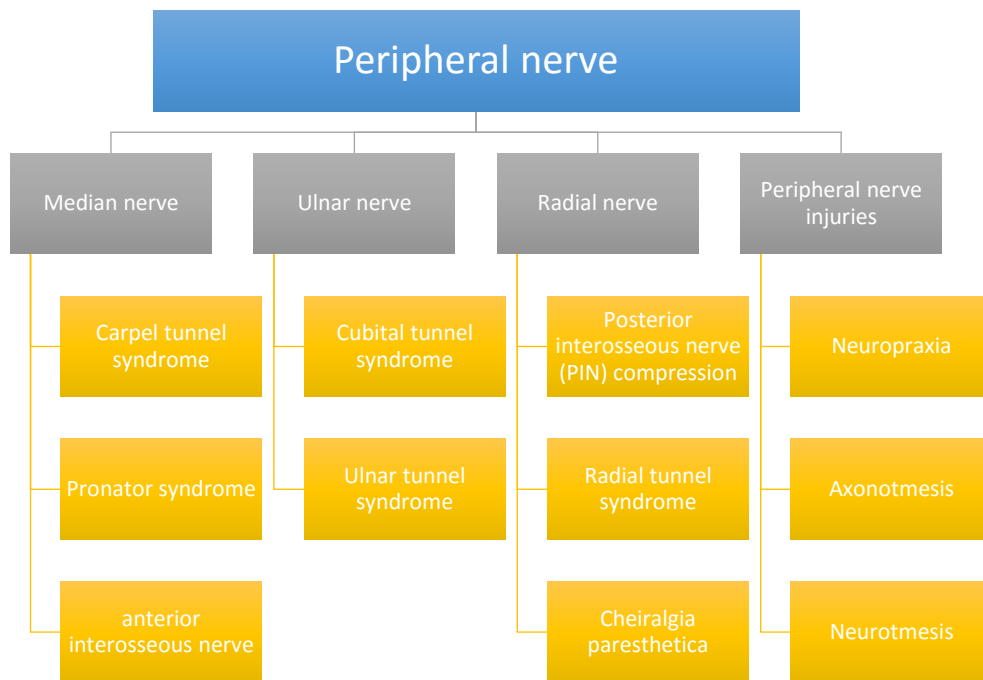 Peripheral nerve
Median nerve
Ulnar nerve
Radial nerve
Peripheral nerve
injuries
Carpel tunnel
syndrome
Cubital tunnel
syndrome
Posterior
interosseous nerve
(PIN) compression
Neuropraxia
Pronator syndrome
Ulnar tunnel
syndrome
Radial tunnel
syndrome
Axonotmesis
anterior
interosseous nerve
Cheiralgia
paresthetica
Neurotmesis